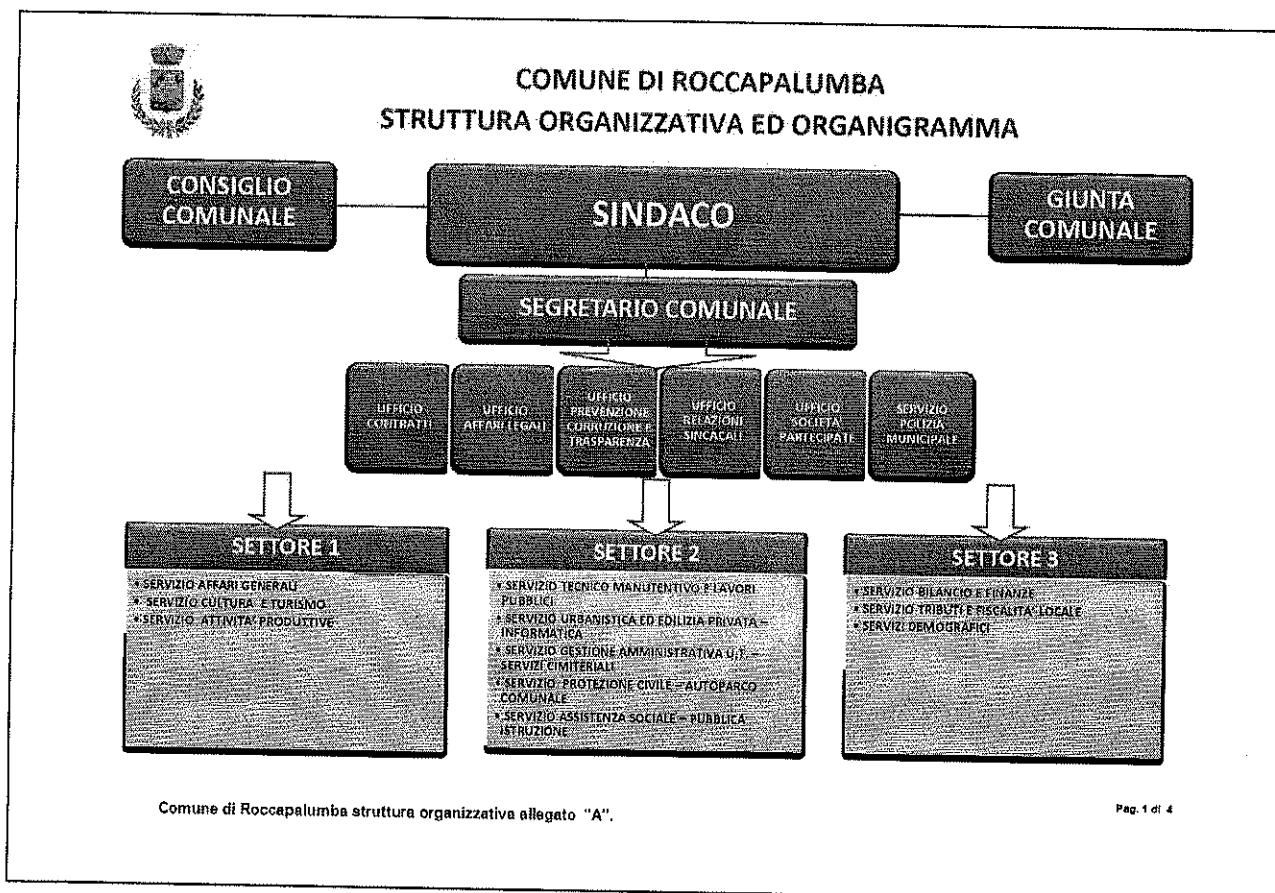 COMUNE DI ROCCAPALUMBA
STRUTTURA ORGANIZZATIVA ED ORGANIGRAMMA
CONSIGLIO
COMUNALE
SINDACO
GIUNTA
COMUNALE
SEGRETARIO COMUNALE
UFFICIO
CONTRATTI
UFFICIO
AFFARI LEGALI
UFFICIO
PREVENZIONE
CURRUZIONE E
TRASPARENZA
UFFICIO
RELAZIONI
SINCACALI
UFFICIO
SOCIETÀ
PARTECIPATE
SERVIZIO
POLIZIA
MUNICIPALE
SETTORE 1
• SERVIZIO AFFARI GENERALI
• SERVIZIO CULTURA E TURISMO
• SERVIZIO ATTIVITA' PRODUTTIVE
SETTORE 2
• SERVIZIO TECNICO MANUTENTIVO E LAVORI
PUBBLICI
• SERVIZIO URBANISTICA ED EDILIZIA PRIVATA –
INFORMATICA
• SERVIZIO GESTIONE AMMINISTRATIVA U.T. –
SERVIZI CIMITERIALI
• SERVIZIO PROTEZIONE CIVILE – AUTOPARCO
COMUNALE
• SERVIZIO ASSISTENZA SOCIALE – PUBBLICA
ISTRUZIONE
SETTORE 3
• SERVIZIO BILANCIO E FINANZE
• SERVIZIO TRIBUTI E FISCALITA' LOCALE
• SERVIZI DEMOGRAFICI
Comune di Roccapalumba struttura organizzativa allegato "A".
Pag. 1 di 4